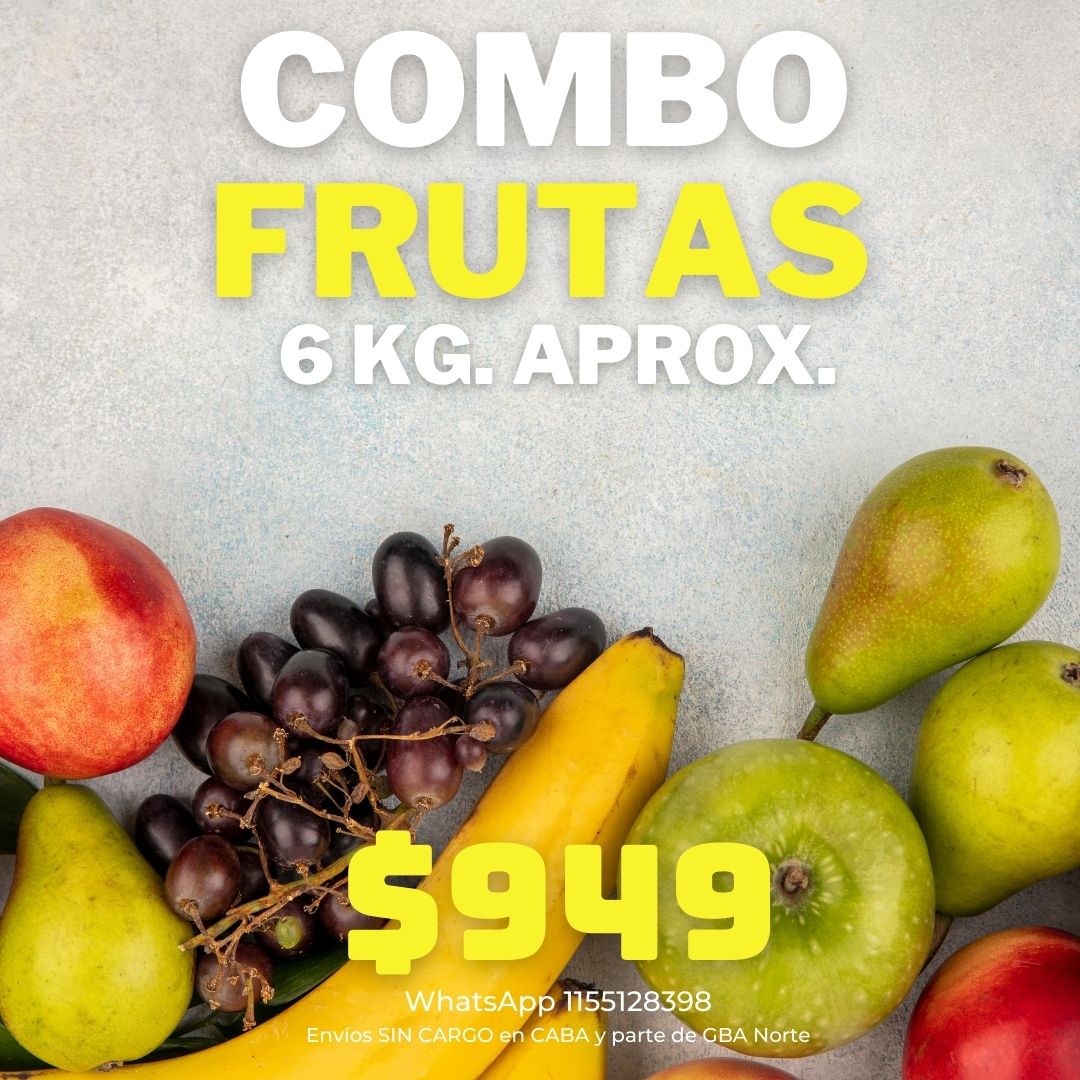 COMBO
FRUTAS
6 KG. APROX.
$949
WhatsApp 1155128398
Envíos SIN CARGO en CABA y parte de GBA Norte